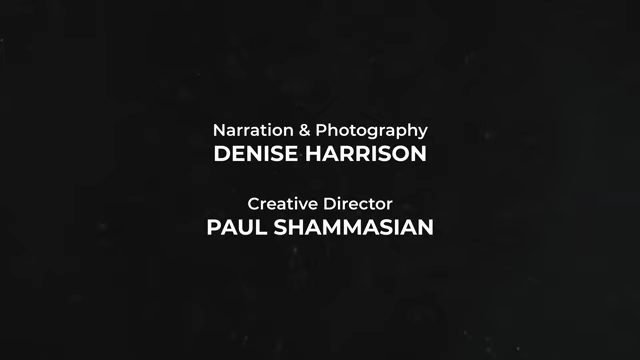 Narration & Photography
DENISE HARRISON
Creative Director
PAUL SHAMMASIAN